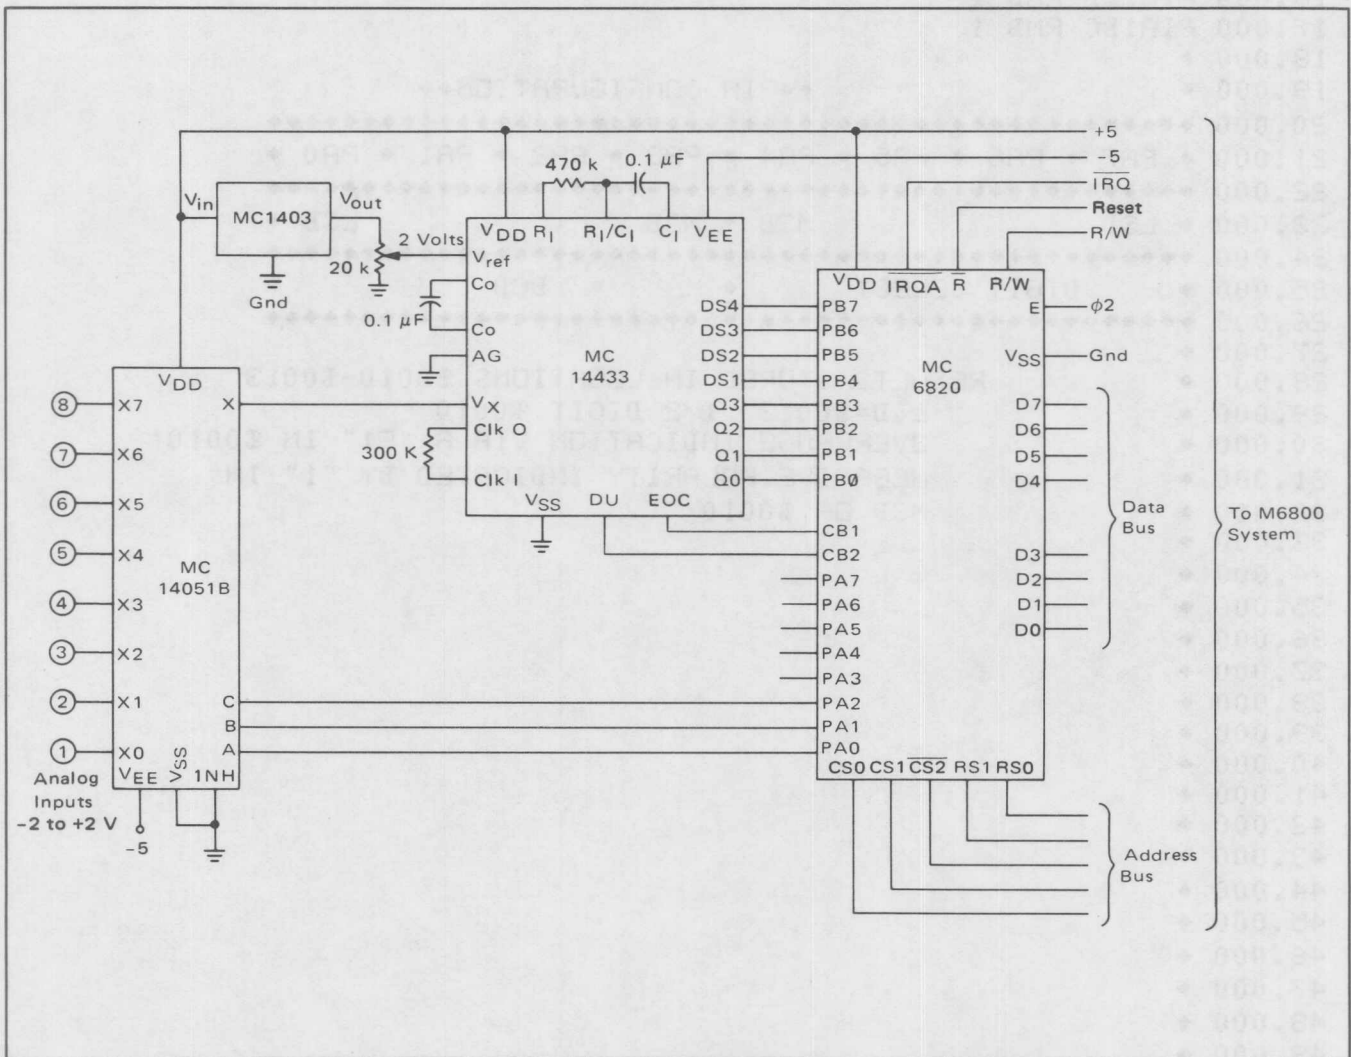 +5
-5
IRQ
Reset
R/W
470 k
0.1 µF
Vin
Vout
MC1403
2 Volts
20 k
Gnd
VDD RI RI/CI CI VEE
Vref
Co
0.1 µF
Co
AG
MC
14433
VX
Clk O
300 K
Clk I
VSS
DU
EOC
DS4
DS3
DS2
DS1
Q3
Q2
Q1
Q0
VDD IRQA R R/W
E
φ2
VSS
Gnd
PB7
PB6
PB5
PB4
PB3
PB2
PB1
PB0
MC
6820
CB1
CB2
PA7
PA6
PA5
PA4
PA3
PA2
PA1
PA0
CS0 CS1 CS2 RS1 RS0
D7
D6
D5
D4
D3
D2
D1
D0
Data
Bus
To M6800
System
Address
Bus
VDD
X
8 X7
7 X6
6 X5
5 X4
4 X3
3 X2
2 X1
1 X0
MC
14051B
C
B
A
VEE VSS 1NH
Analog
Inputs
-2 to +2 V
-5